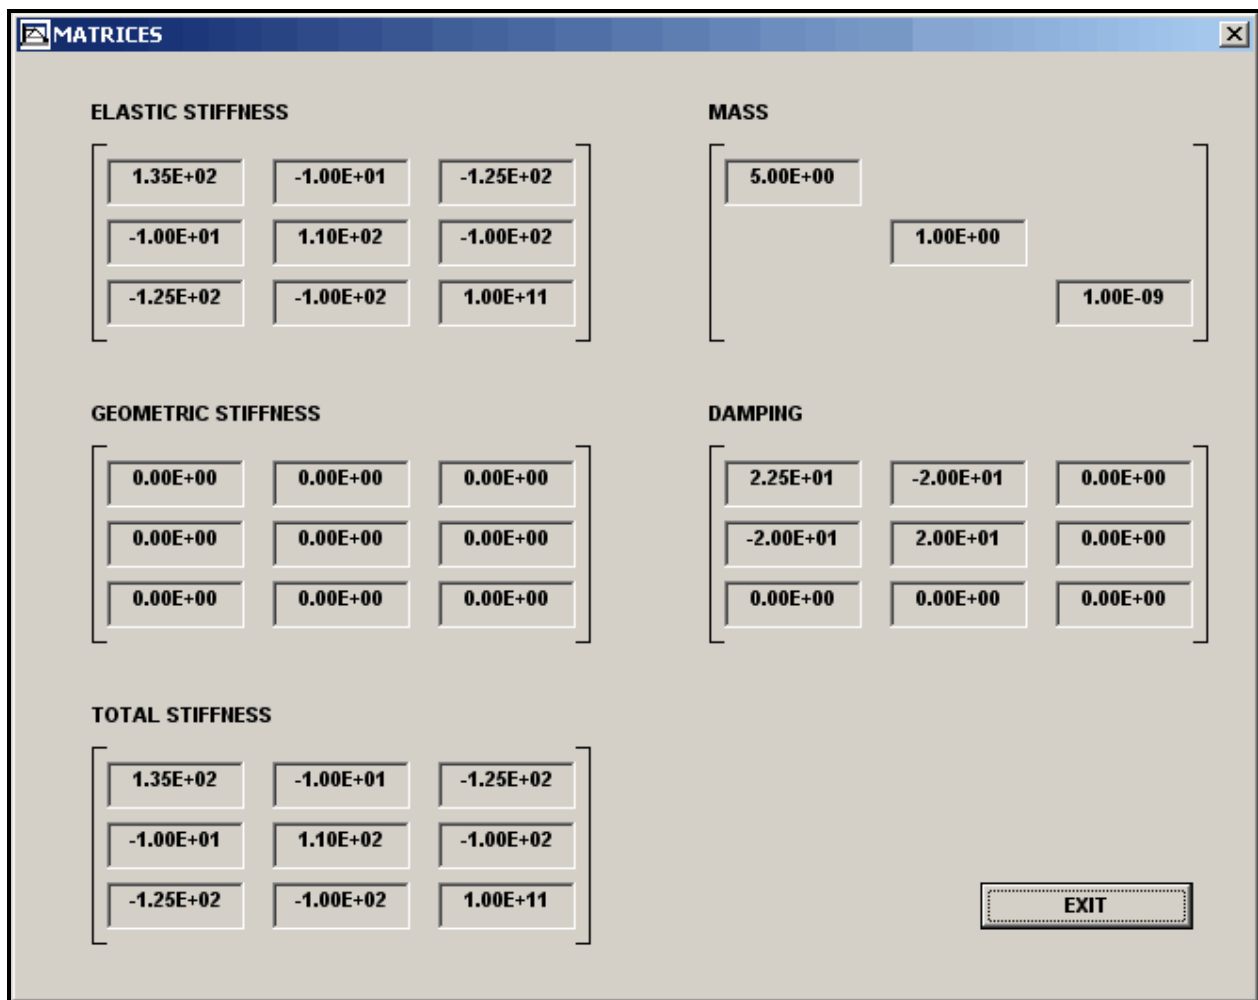 MATRICES
ELASTIC STIFFNESS
1.35E+02 -1.00E+01 -1.25E+02
-1.00E+01 1.10E+02 -1.00E+02
-1.25E+02 -1.00E+02 1.00E+11
MASS
5.00E+00
1.00E+00
1.00E-09
GEOMETRIC STIFFNESS
0.00E+00 0.00E+00 0.00E+00
0.00E+00 0.00E+00 0.00E+00
0.00E+00 0.00E+00 0.00E+00
DAMPING
2.25E+01 -2.00E+01 0.00E+00
-2.00E+01 2.00E+01 0.00E+00
0.00E+00 0.00E+00 0.00E+00
TOTAL STIFFNESS
1.35E+02 -1.00E+01 -1.25E+02
-1.00E+01 1.10E+02 -1.00E+02
-1.25E+02 -1.00E+02 1.00E+11
EXIT